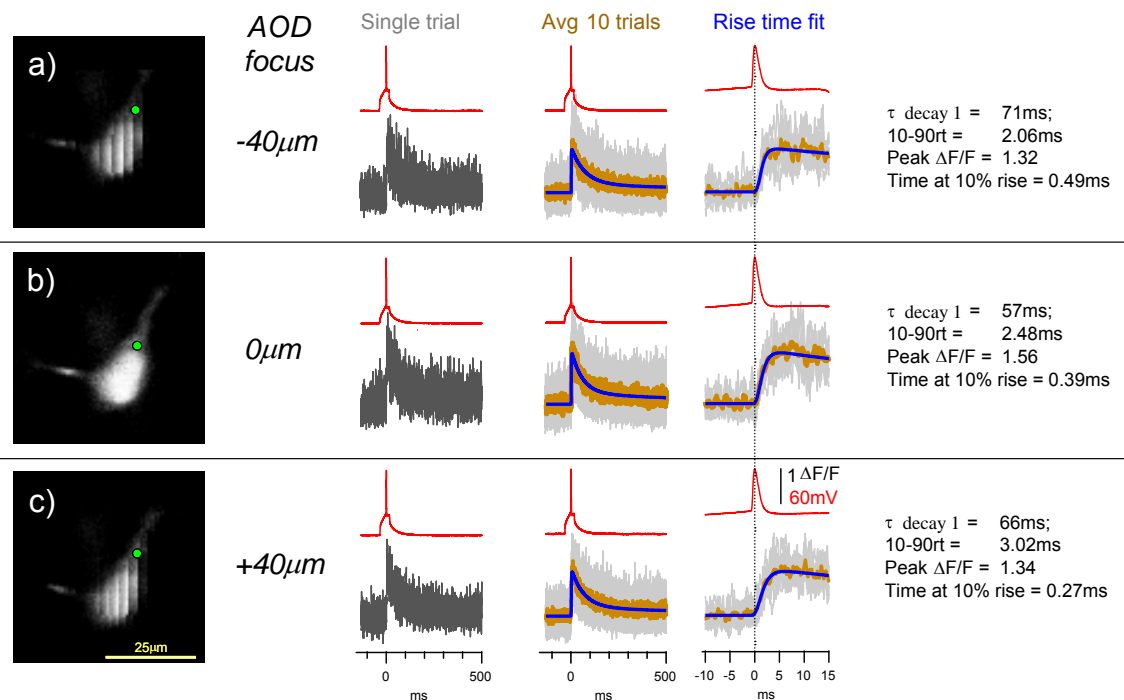 AOD focus
Single trial
Avg 10 trials
Rise time fit
a)
-40µm
τ decay 1 = 71ms;
10-90rt = 2.06ms
Peak ΔF/F = 1.32
Time at 10% rise = 0.49ms
b)
0µm
τ decay 1 = 57ms;
10-90rt = 2.48ms
Peak ΔF/F = 1.56
Time at 10% rise = 0.39ms
c)
+40µm
1 ΔF/F
60mV
τ decay 1 = 66ms;
10-90rt = 3.02ms
Peak ΔF/F = 1.34
Time at 10% rise = 0.27ms
25µm
0 500
0 500
-10 -5 0 5 10 15
ms
ms
ms